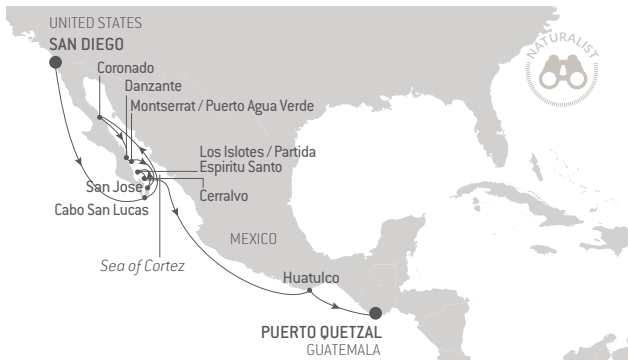 UNITED STATES
SAN DIEGO
NATURALIST
Coronado
Danzante
Montserrat / Puerto Agua Verde
Los Islotes / Partida
Espiritu Santo
San Jose
Cerralvo
Cabo San Lucas
MEXICO
Sea of Cortez
Huatulco
PUERTO QUETZAL
GUATEMALA